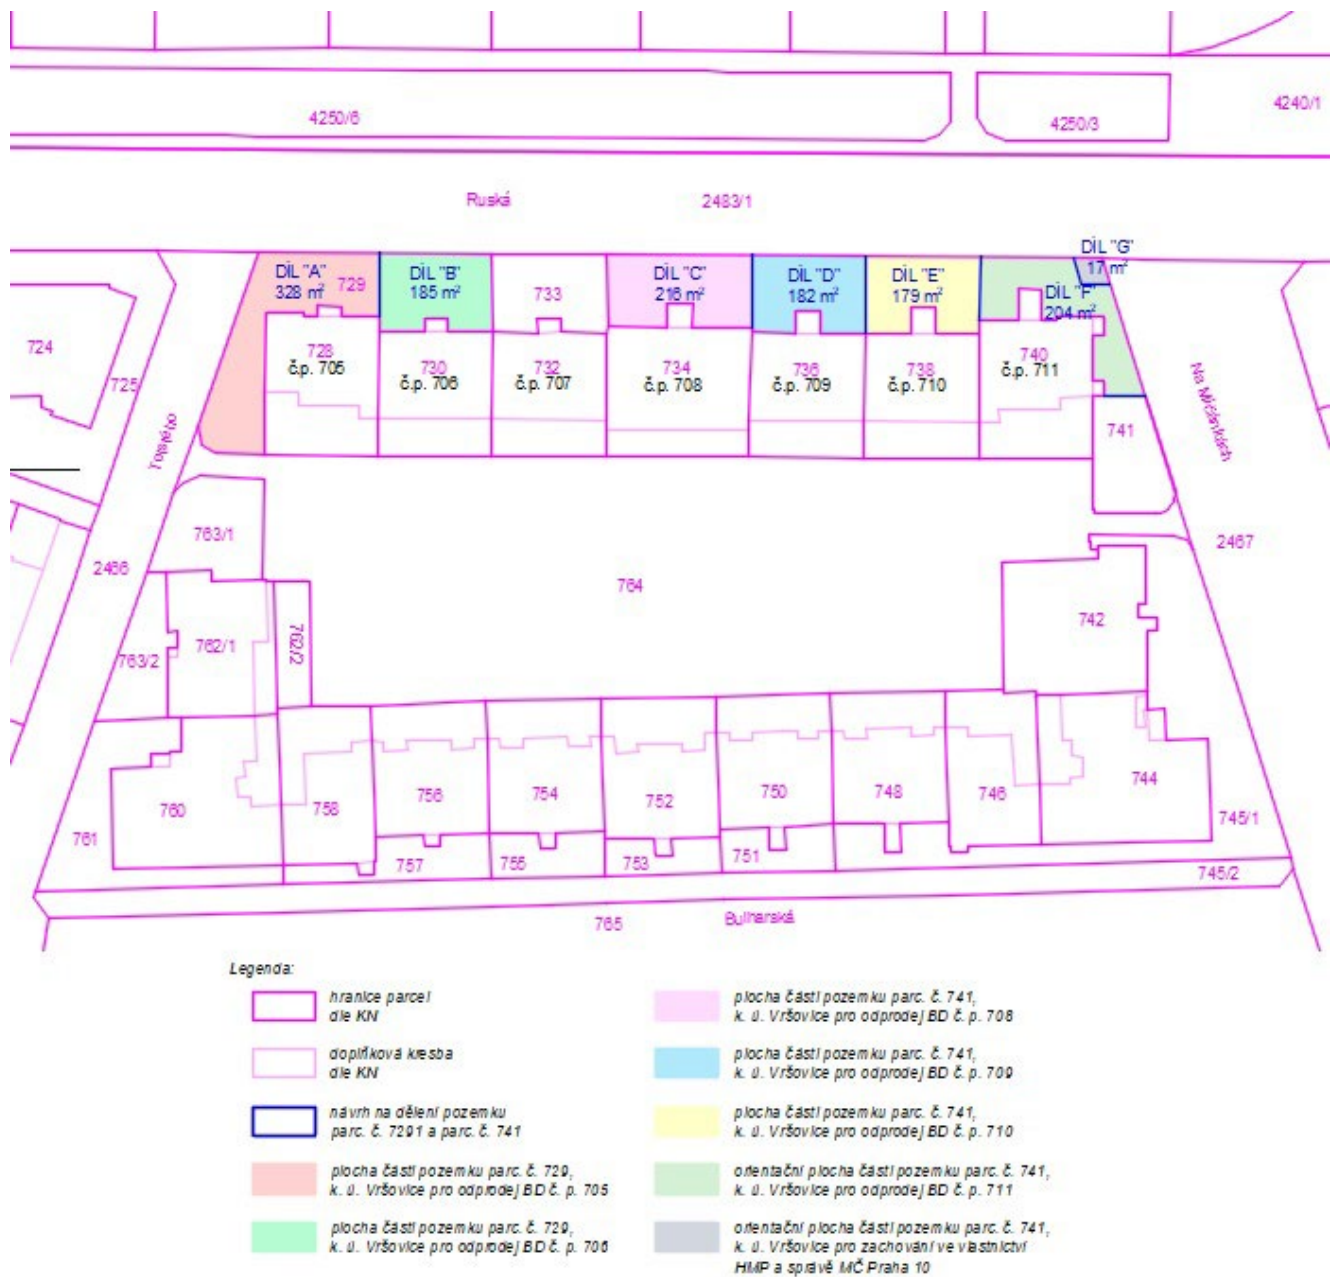 4250/6
4250/3
4240/1
Ruská
2483/1
DÍL "A"
328 m²
729
DÍL "B"
185 m²
733
DÍL "C"
216 m²
DÍL "D"
182 m²
DÍL "E"
179 m²
DÍL "F"
204 m²
DÍL "G"
17 m²
724
725
728
č.p. 705
730
č.p. 706
732
č.p. 707
734
č.p. 708
736
č.p. 709
738
č.p. 710
740
č.p. 711
741
Tolstého
Na Míčánkách
763/1
2466
2467
764
762/1
762/2
763/2
742
760
758
756
754
752
750
748
746
744
761
757
755
753
751
745/1
745/2
765
Bulharská
Legenda:
hranice parcel
dle KN
doplňková kresba
dle KN
návrh na dělení pozemku
parc. č. 7291 a parc. č. 741
plocha části pozemku parc. č. 729,
k. ú. Vršovice pro odprodej BD č. p. 705
plocha části pozemku parc. č. 729,
k. ú. Vršovice pro odprodej BD č. p. 706
plocha části pozemku parc. č. 741,
k. ú. Vršovice pro odprodej BD č. p. 708
plocha části pozemku parc. č. 741,
k. ú. Vršovice pro odprodej BD č. p. 709
plocha části pozemku parc. č. 741,
k. ú. Vršovice pro odprodej BD č. p. 710
orientační plocha části pozemku parc. č. 741,
k. ú. Vršovice pro odprodej BD č. p. 711
orientační plocha části pozemku parc. č. 741,
k. ú. Vršovice pro zachování ve vlastnictví
HMP a správě MČ Praha 10